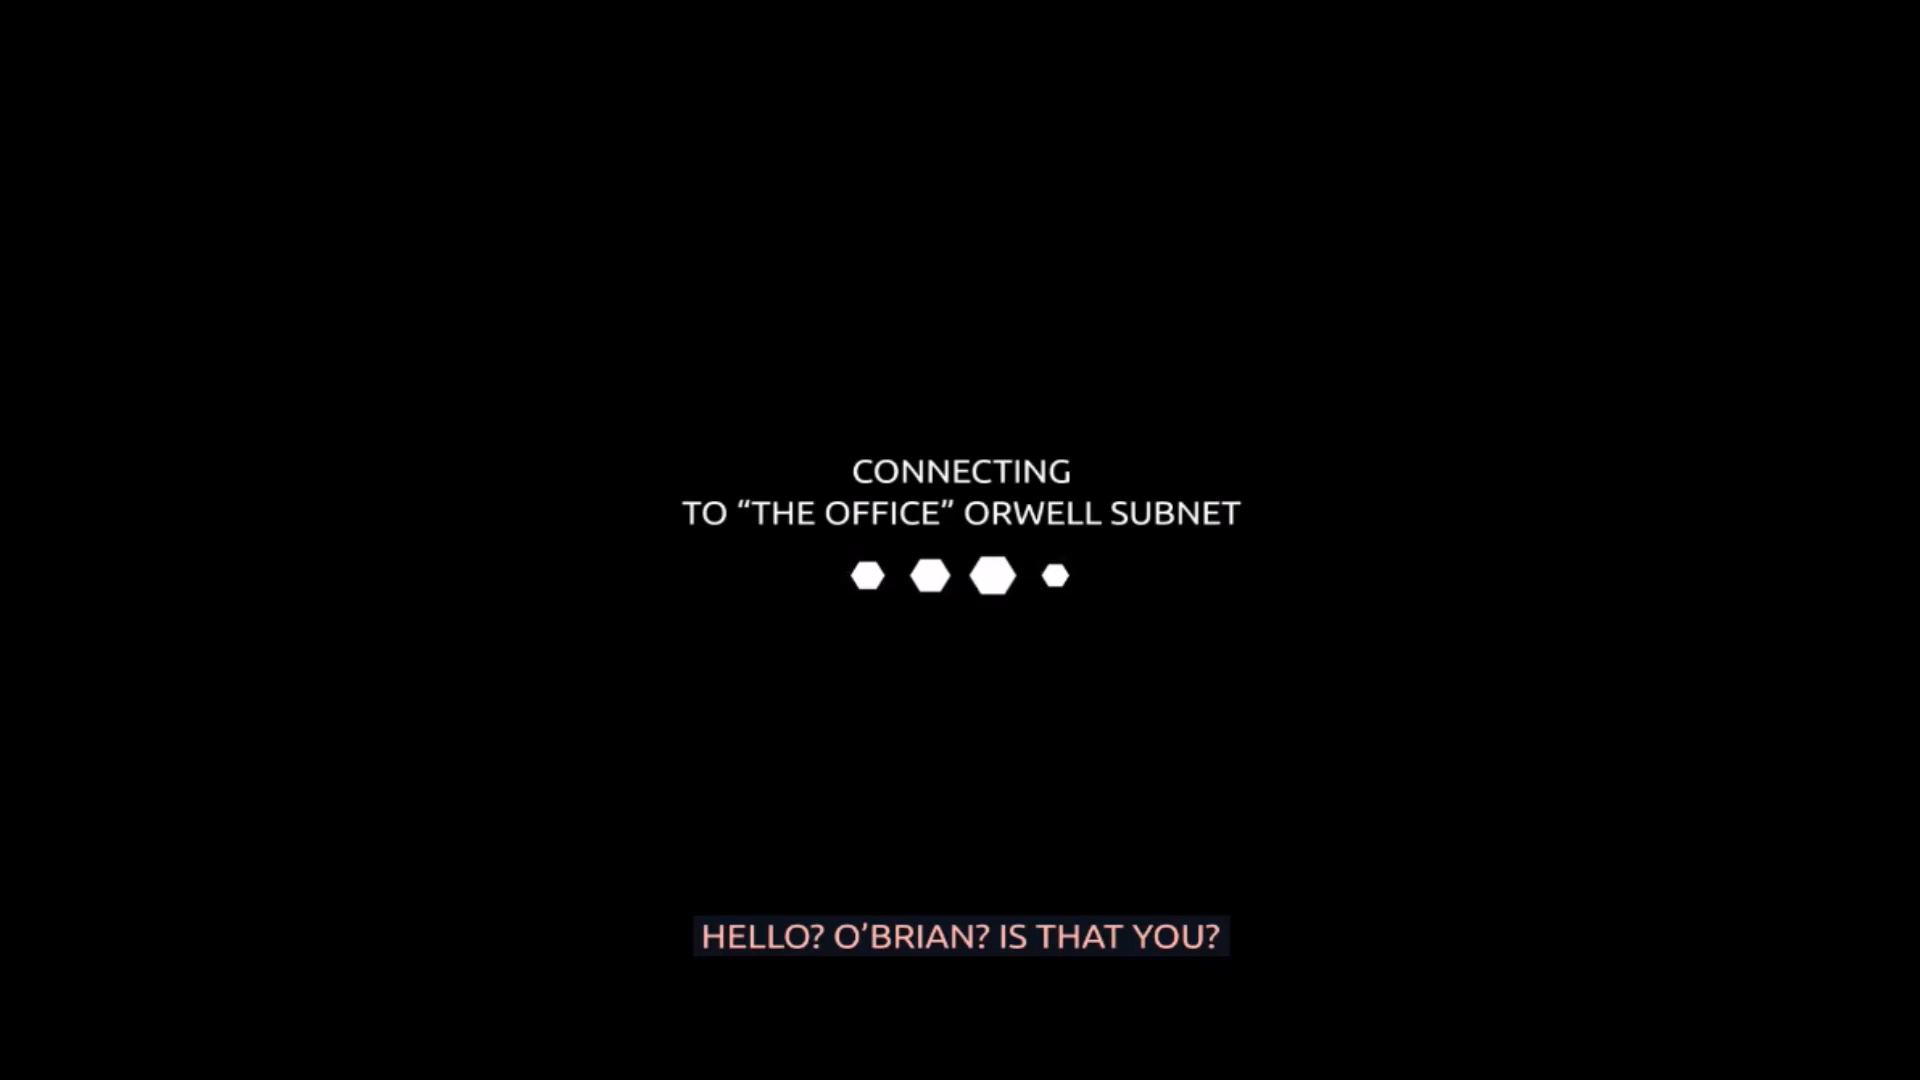 CONNECTING
TO “THE OFFICE” ORWELL SUBNET
HELLO? O’BRIAN? IS THAT YOU?